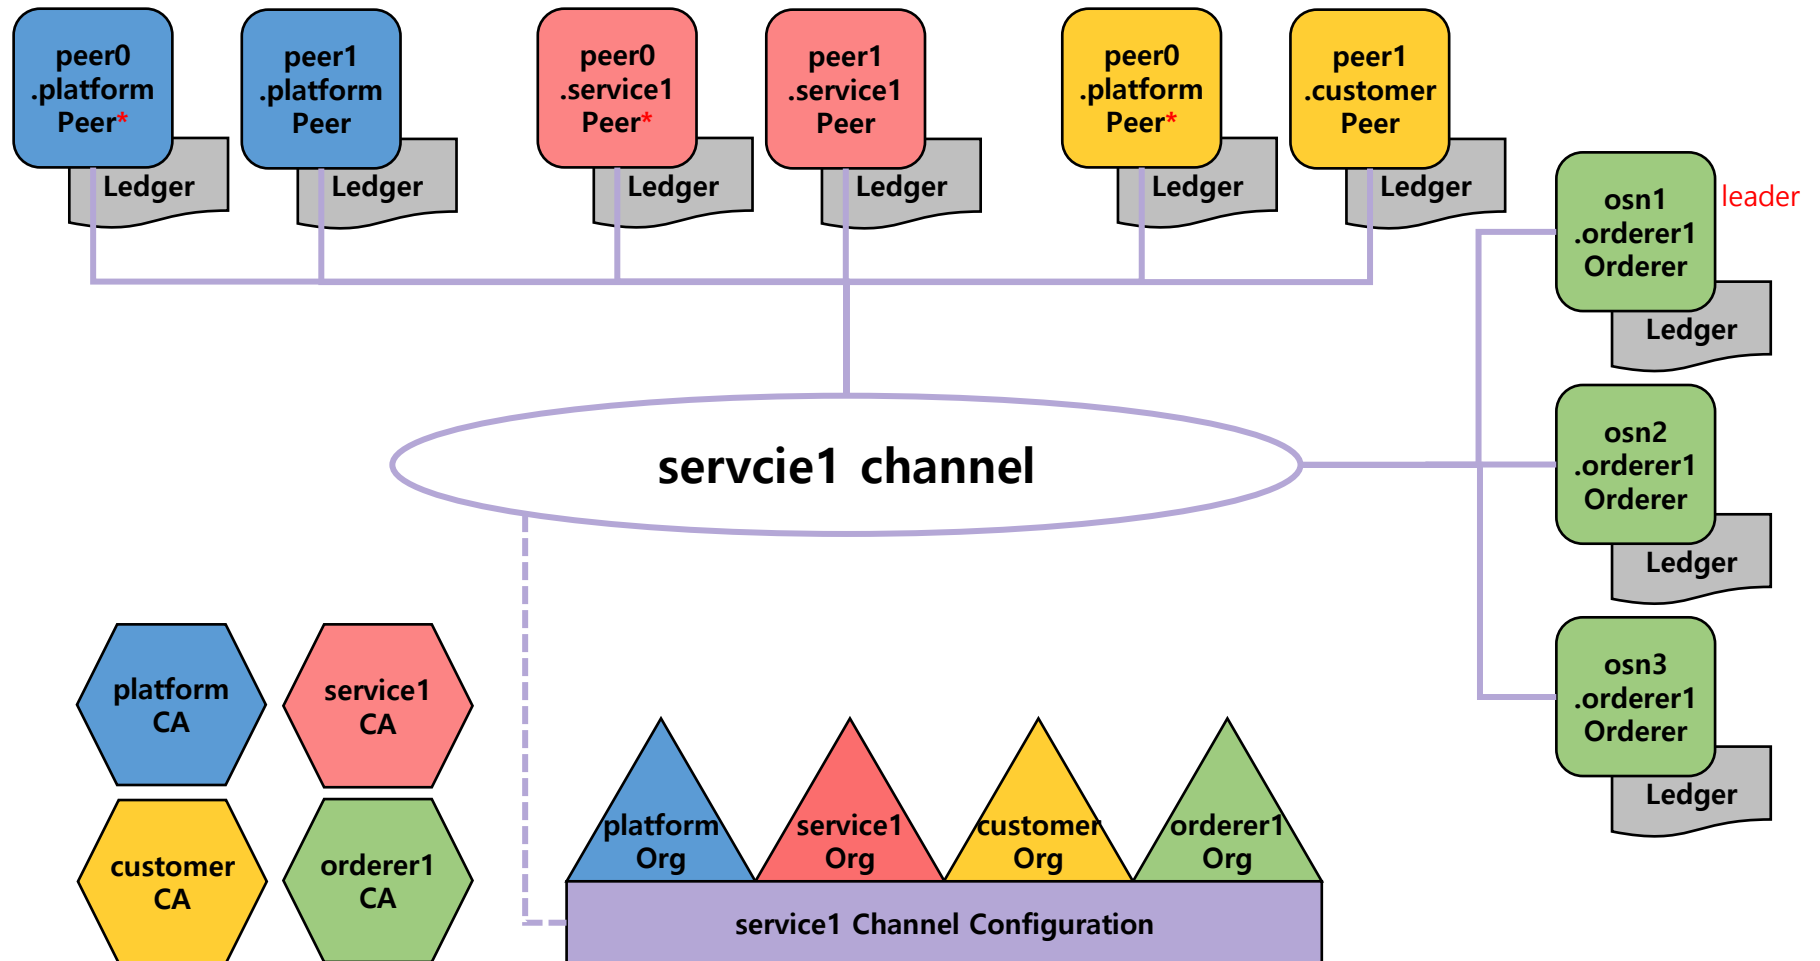 peer0
.platform
Peer*
Ledger
peer1
.platform
Peer
Ledger
peer0
.service1
Peer*
Ledger
peer1
.service1
Peer
Ledger
peer0
.platform
Peer*
Ledger
peer1
.customer
Peer
Ledger
osn1
.orderer1
Orderer
leader
Ledger
osn2
.orderer1
Orderer
Ledger
osn3
.orderer1
Orderer
Ledger
servcie1 channel
platform
CA
service1
CA
customer
CA
orderer1
CA
platform
Org
service1
Org
customer
Org
orderer1
Org
service1 Channel Configuration